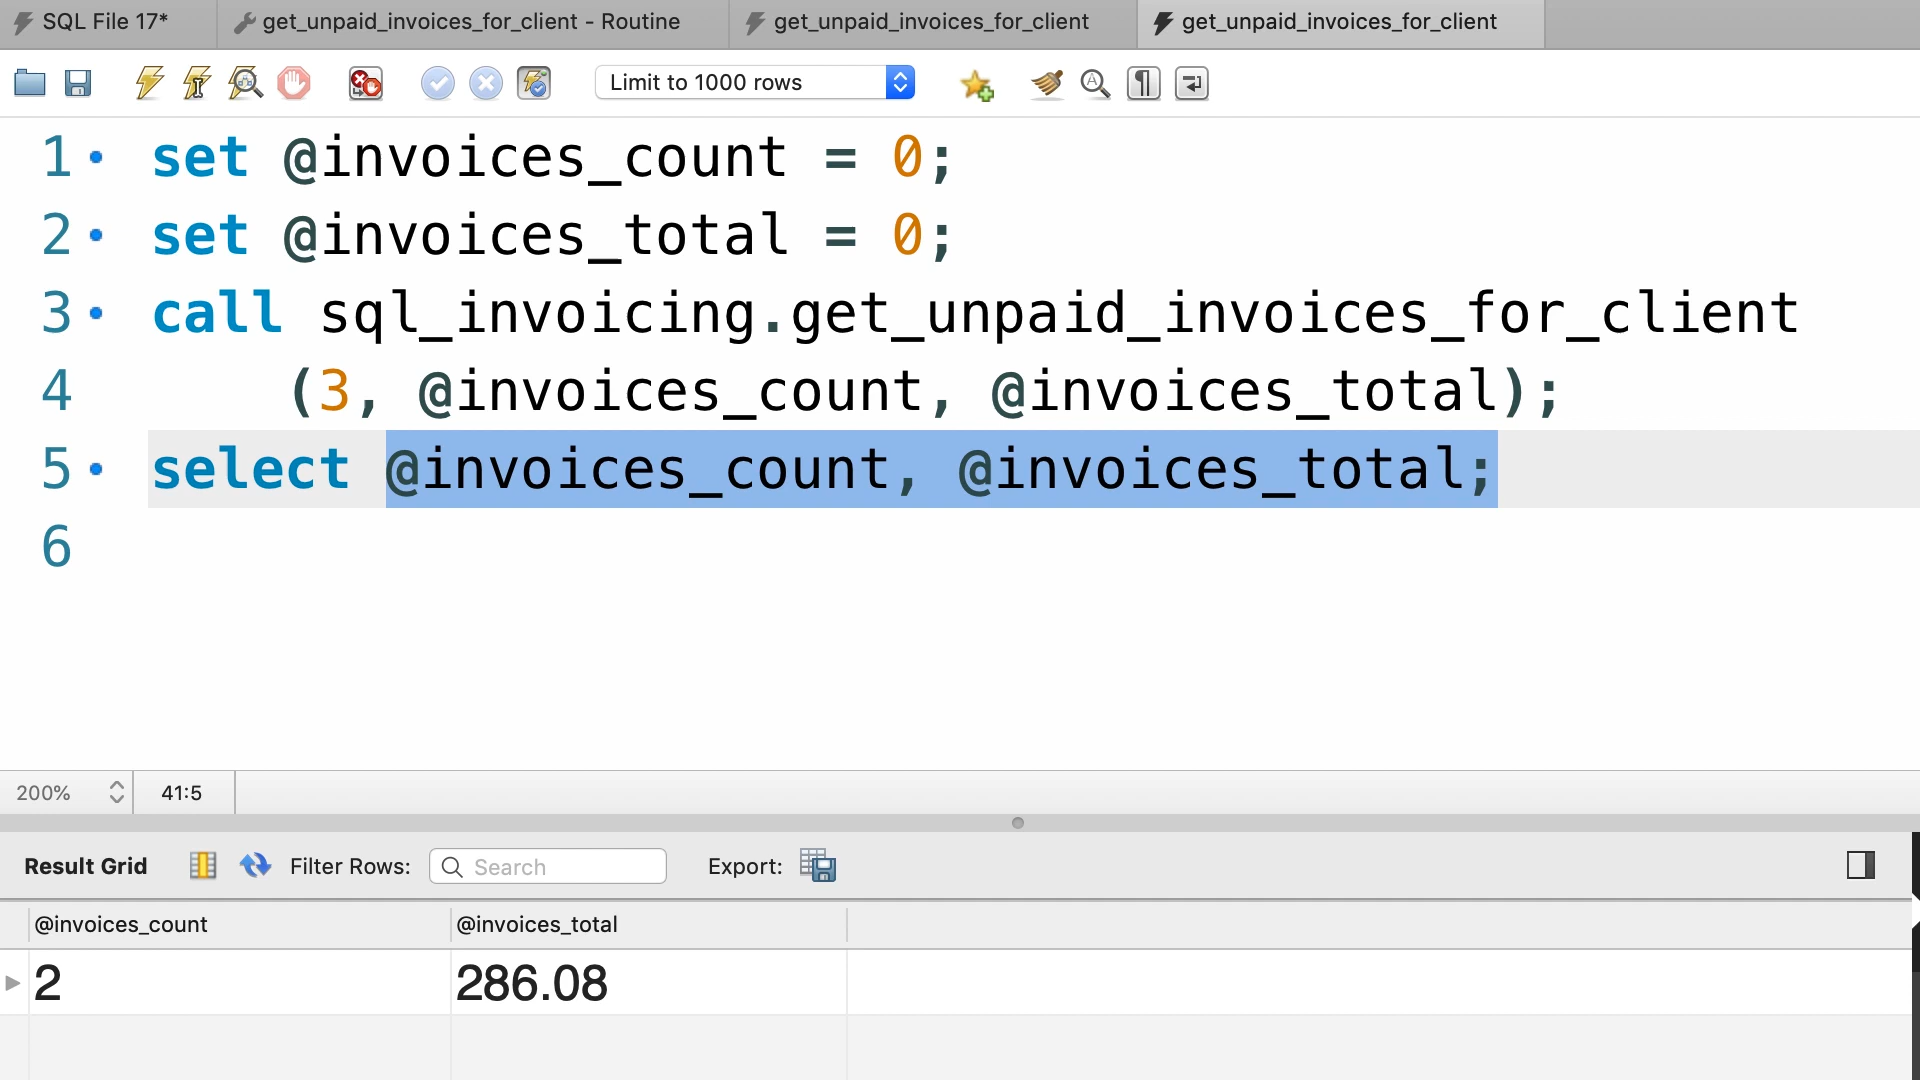 SQL File 17*
get_unpaid_invoices_for_client - Routine
get_unpaid_invoices_for_client
get_unpaid_invoices_for_client
Limit to 1000 rows
1 set @invoices_count = 0;
2 set @invoices_total = 0;
3 call sql_invoicing.get_unpaid_invoices_for_client
4 (3, @invoices_count, @invoices_total);
5 select @invoices_count, @invoices_total;
6
200% 41:5
Result Grid Filter Rows: Search Export:
@invoices_count @invoices_total
2 286.08